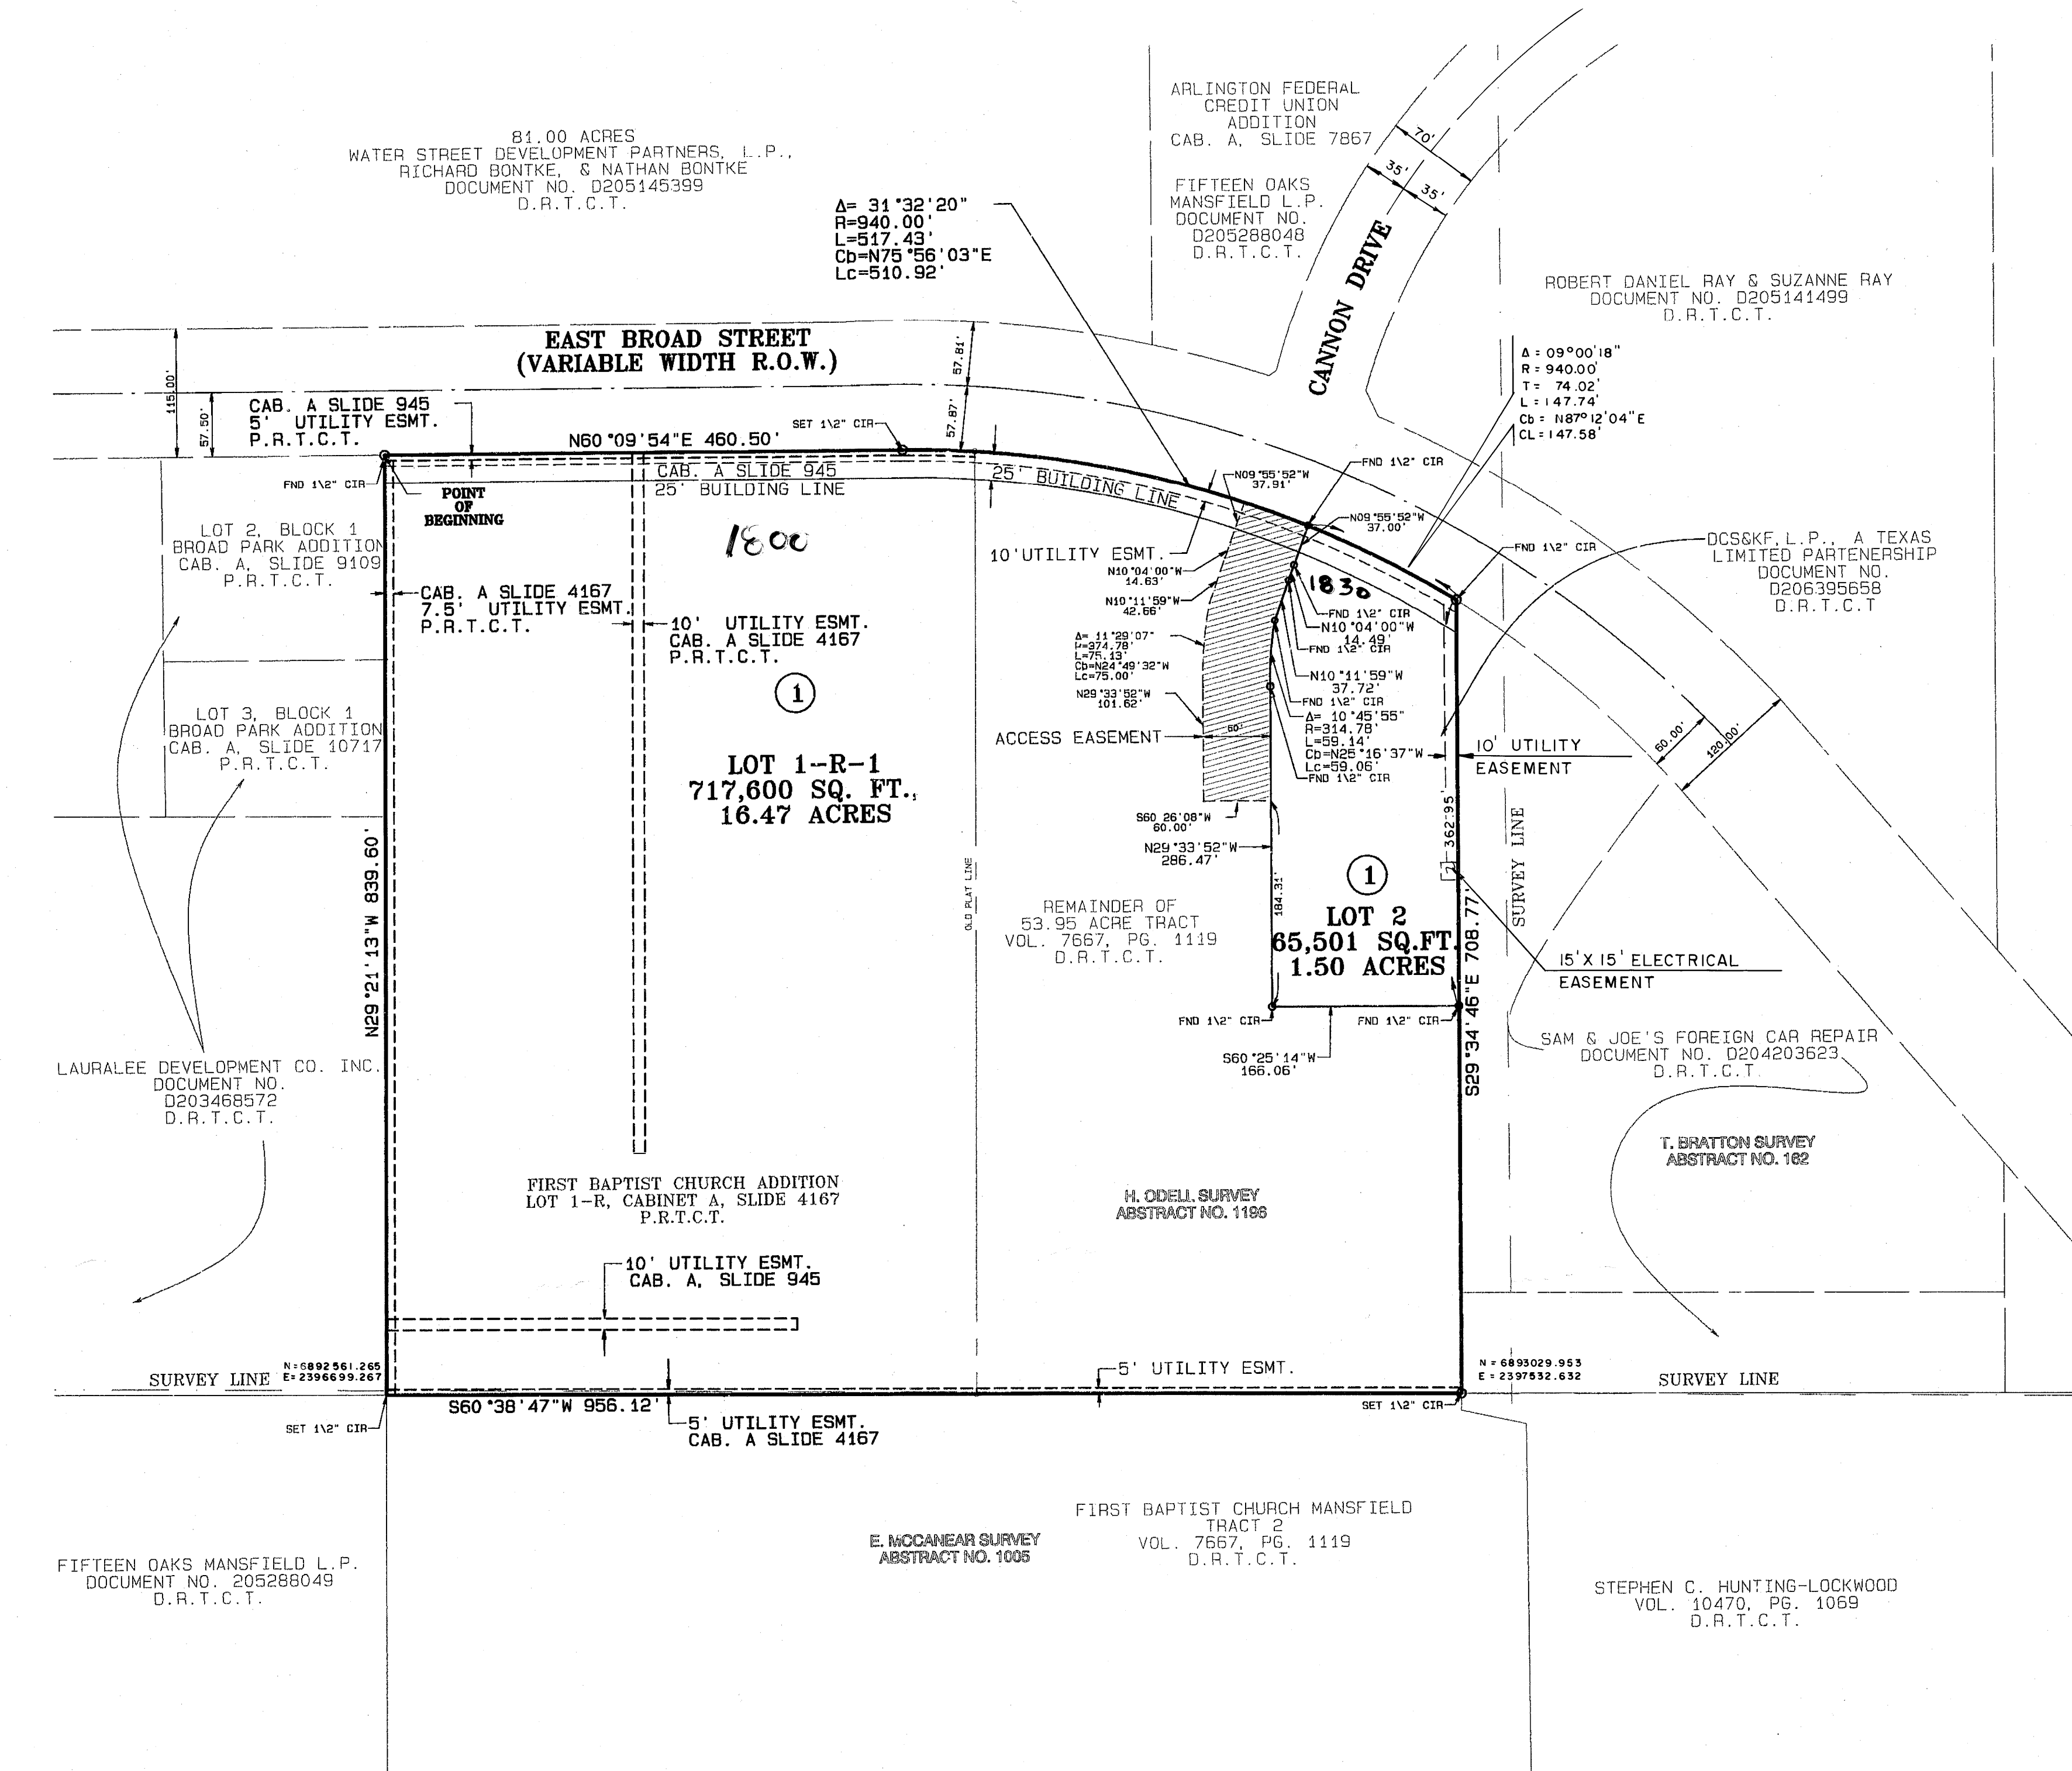 81.00 ACRES
WATER STREET DEVELOPMENT PARTNERS, L.P.,
RICHARD BONTKE, & NATHAN BONTKE
DOCUMENT NO. D205145399
D.R.T.C.T.
ARLINGTON FEDERAL
CREDIT UNION
ADDITION
CAB. A, SLIDE 7867
FIFTEEN OAKS
MANSFIELD L.P.
DOCUMENT NO.
D205288048
D.R.T.C.T.
70'
35'
35'
CANNON DRIVE
Δ= 31°32'20"
R=940.00'
L=517.43'
Cb=N75°56'03"E
Lc=510.92'
ROBERT DANIEL RAY & SUZANNE RAY
DOCUMENT NO. D205141499
D.R.T.C.T.
Δ = 09°00'18"
R = 940.00'
T = 74.02'
L = 147.74'
Cb = N87°12'04"E
CL = 147.58'
EAST BROAD STREET
(VARIABLE WIDTH R.O.W.)
115.00'
57.50'
57.81'
57.87'
CAB. A SLIDE 945
5' UTILITY ESMT.
P.R.T.C.T.
N60°09'54"E 460.50'
SET 1\2" CIR
FND 1\2" CIR
POINT
OF
BEGINNING
CAB. A SLIDE 945
25' BUILDING LINE
25' BUILDING LINE
1800
N09°55'52"W
37.91'
FND 1\2" CIR
N09°55'52"W
37.00'
FND 1\2" CIR
10' UTILITY ESMT.
N10°04'00"W
14.63'
N10°11'59"W
42.66'
1830
FND 1\2" CIR
N10°04'00"W
14.49'
FND 1\2" CIR
N10°11'59"W
37.72'
FND 1\2" CIR
Δ= 10°45'55"
R=314.78'
L=59.14'
Cb=N25°16'37"W
Lc=59.06'
FND 1\2" CIR
Δ= 11°29'07"
R=374.78'
L=75.13'
Cb=N24°49'32"W
Lc=75.00'
N29°33'52"W
101.62'
ACCESS EASEMENT
60'
S60 26'08"W
60.00'
N29°33'52"W
286.47'
184.31'
DCS&KF, L.P., A TEXAS
LIMITED PARTENERSHIP
DOCUMENT NO.
D206395658
D.R.T.C.T
10' UTILITY
EASEMENT
60.00'
120.00'
LOT 2, BLOCK 1
BROAD PARK ADDITION
CAB. A, SLIDE 9109
P.R.T.C.T.
CAB. A SLIDE 4167
7.5' UTILITY ESMT.
P.R.T.C.T.
10' UTILITY ESMT.
CAB. A SLIDE 4167
P.R.T.C.T.
1
LOT 1-R-1
717,600 SQ. FT.,
16.47 ACRES
LOT 3, BLOCK 1
BROAD PARK ADDITION
CAB. A, SLIDE 10717
P.R.T.C.T.
N29°21'13"W 839.60'
OLD PLAT LINE
REMAINDER OF
53.95 ACRE TRACT
VOL. 7667, PG. 1119
D.R.T.C.T.
1
LOT 2
65,501 SQ.FT.
1.50 ACRES
362.95'
S29°34'46"E 708.77'
SURVEY LINE
15'X 15' ELECTRICAL
EASEMENT
FND 1\2" CIR
FND 1\2" CIR
S60°25'14"W
166.06'
SAM & JOE'S FOREIGN CAR REPAIR
DOCUMENT NO. D204203623
D.R.T.C.T.
LAURALEE DEVELOPMENT CO. INC.
DOCUMENT NO.
D203468572
D.R.T.C.T.
T. BRATTON SURVEY
ABSTRACT NO. 162
FIRST BAPTIST CHURCH ADDITION
LOT 1-R, CABINET A, SLIDE 4167
P.R.T.C.T.
H. ODELL SURVEY
ABSTRACT NO. 1196
10' UTILITY ESMT.
CAB. A, SLIDE 945
SURVEY LINE
N=6892561.265
E=2396699.267
5' UTILITY ESMT.
N = 6893029.953
E = 2397532.632
SURVEY LINE
S60°38'47"W 956.12'
SET 1\2" CIR
5' UTILITY ESMT.
CAB. A SLIDE 4167
SET 1\2" CIR
E. MCCANEAR SURVEY
ABSTRACT NO. 1005
FIRST BAPTIST CHURCH MANSFIELD
TRACT 2
VOL. 7667, PG. 1119
D.R.T.C.T.
FIFTEEN OAKS MANSFIELD L.P.
DOCUMENT NO. 205288049
D.R.T.C.T.
STEPHEN C. HUNTING-LOCKWOOD
VOL. 10470, PG. 1069
D.R.T.C.T.